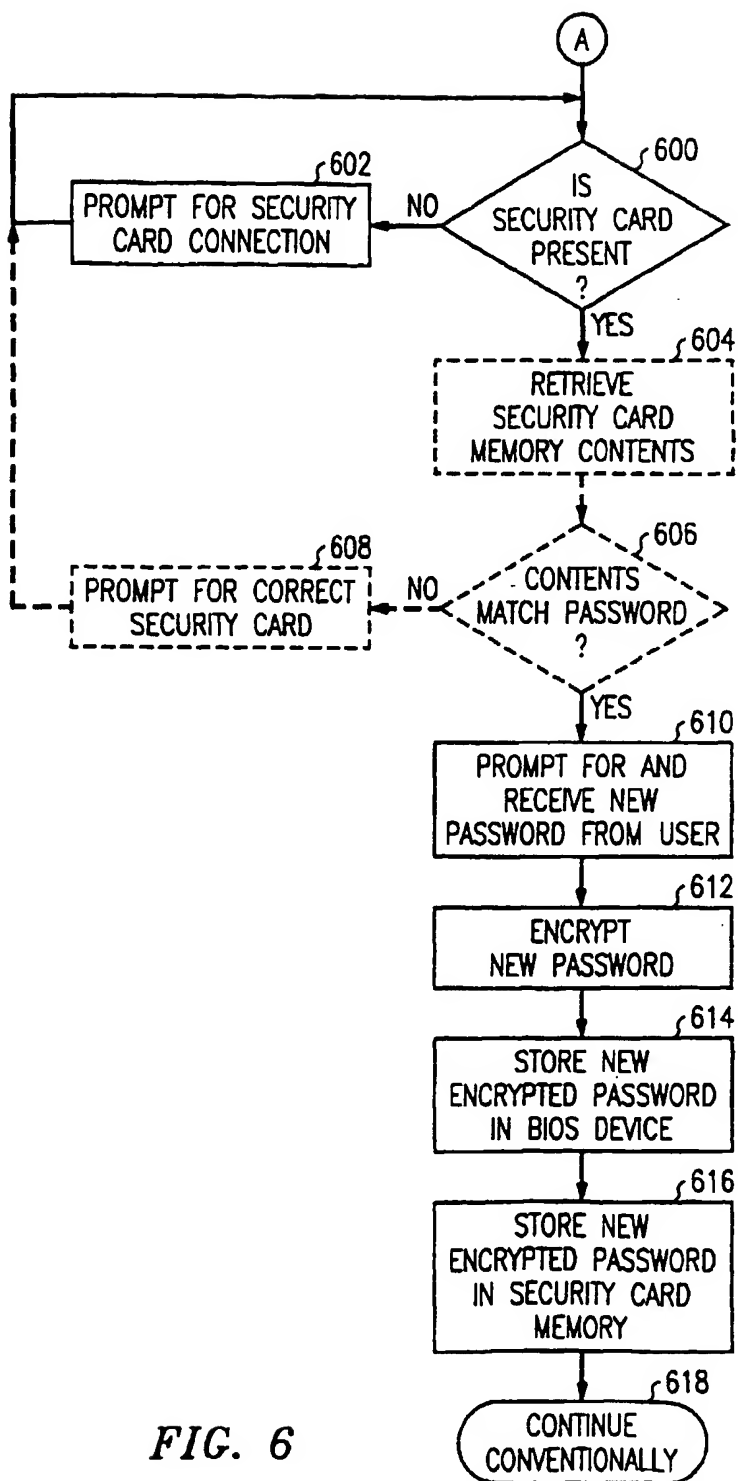 A
600
IS
SECURITY CARD
PRESENT
?
602
PROMPT FOR SECURITY
CARD CONNECTION
NO
YES
604
RETRIEVE
SECURITY CARD
MEMORY CONTENTS
606
CONTENTS
MATCH PASSWORD
?
608
PROMPT FOR CORRECT
SECURITY CARD
NO
YES
610
PROMPT FOR AND
RECEIVE NEW
PASSWORD FROM USER
612
ENCRYPT
NEW PASSWORD
614
STORE NEW
ENCRYPTED PASSWORD
IN BIOS DEVICE
616
STORE NEW
ENCRYPTED PASSWORD
IN SECURITY CARD
MEMORY
618
CONTINUE
CONVENTIONALLY
FIG. 6